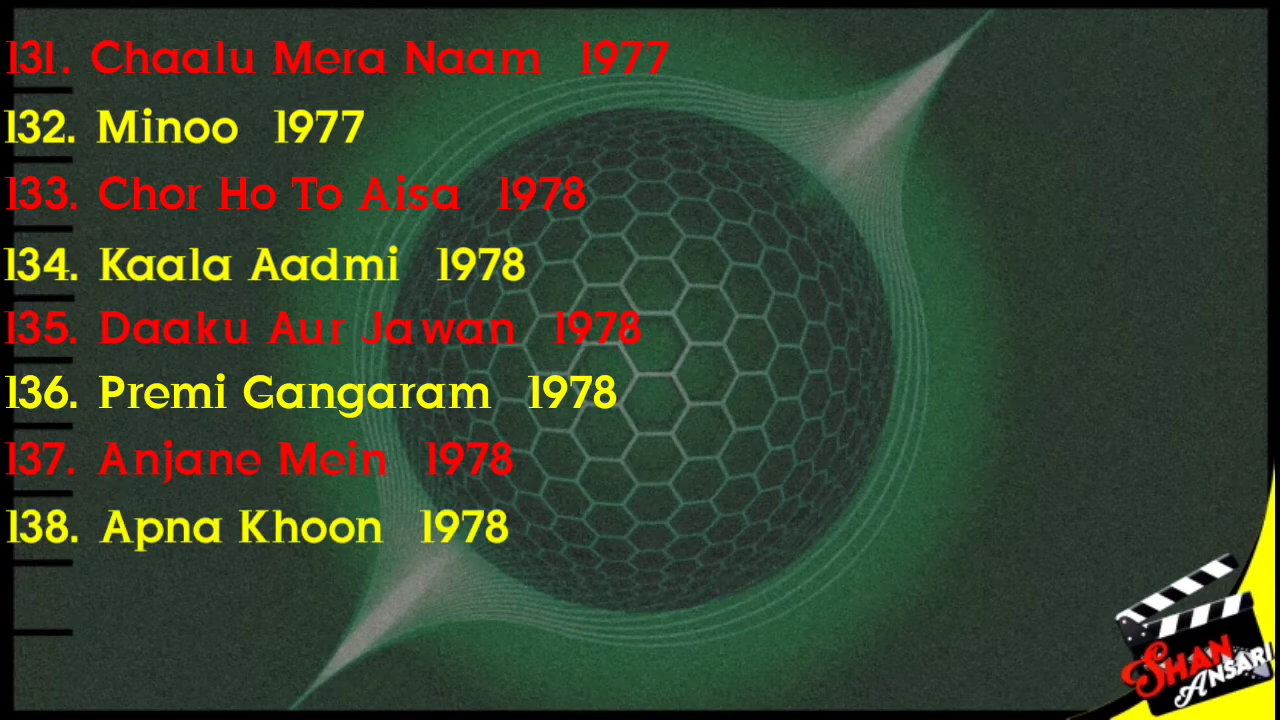 131. Chaalu Mera Naam 1977
132. Minoo 1977
133. Chor Ho To Aisa 1978
134. Kaala Aadmi 1978
135. Daaku Aur Jawan 1978
136. Premi Gangaram 1978
137. Anjane Mein 1978
138. Apna Khoon 1978
SHAN
ANSARI